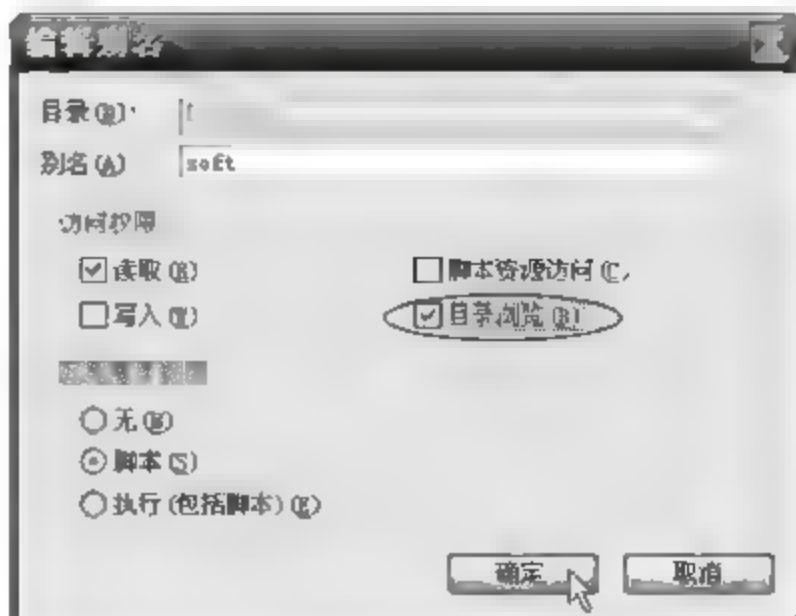 编辑别名
目录(D):
别名(A) soft
访问权限
读取(R) 脚本资源访问(C)
写入(W) 目录浏览(B)
无(N)
脚本(S)
执行(包括脚本)(E)
确定 取消